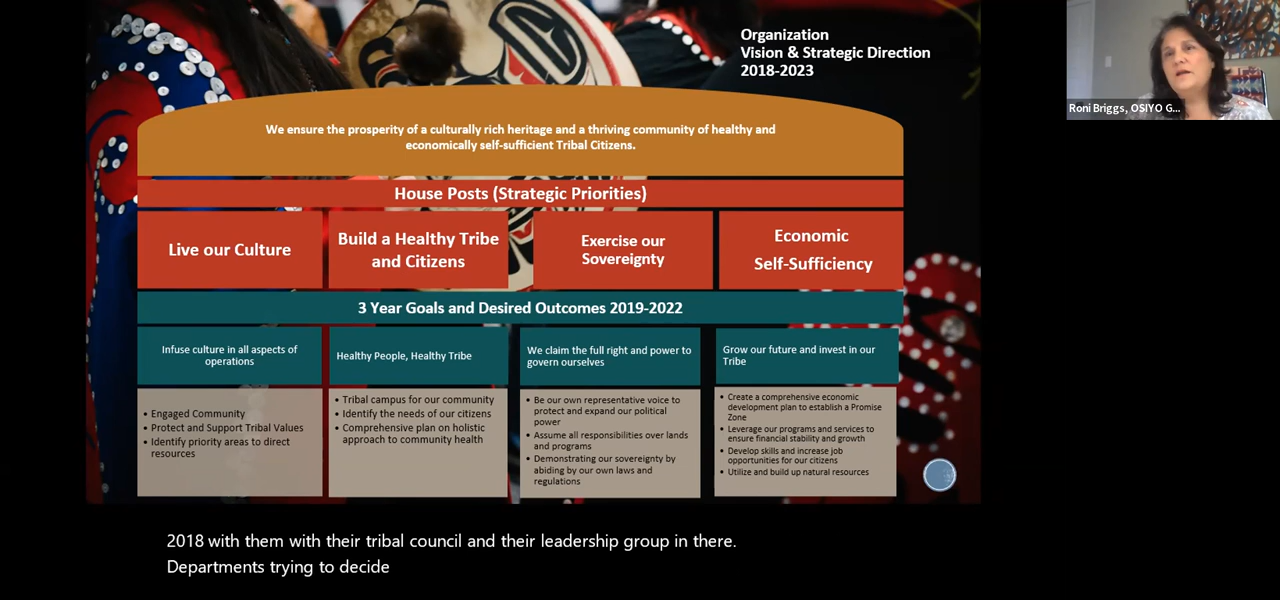 Organization
Vision & Strategic Direction
2018-2023
Roni Briggs, OSIYO G...
We ensure the prosperity of a culturally rich heritage and a thriving community of healthy and
economically self-sufficient Tribal Citizens.
House Posts (Strategic Priorities)
Live our Culture
Build a Healthy Tribe
and Citizens
Exercise our
Sovereignty
Economic
Self-Sufficiency
3 Year Goals and Desired Outcomes 2019-2022
Infuse culture in all aspects of
operations
Healthy People, Healthy Tribe
We claim the full right and power to
govern ourselves
Grow our future and invest in our
Tribe
• Engaged Community
• Protect and Support Tribal Values
• Identify priority areas to direct
resources
• Tribal campus for our community
• Identify the needs of our citizens
• Comprehensive plan on holistic
approach to community health
• Be our own representative voice to
protect and expand our political
power
• Assume all responsibilities over lands
and programs
• Demonstrating our sovereignty by
abiding by our own laws and
regulations
• Create a comprehensive economic
development plan to establish a Promise
Zone
• Leverage our programs and services to
ensure financial stability and growth
• Develop skills and increase job
opportunities for our citizens
• Utilize and build up natural resources
2018 with them with their tribal council and their leadership group in there.
Departments trying to decide